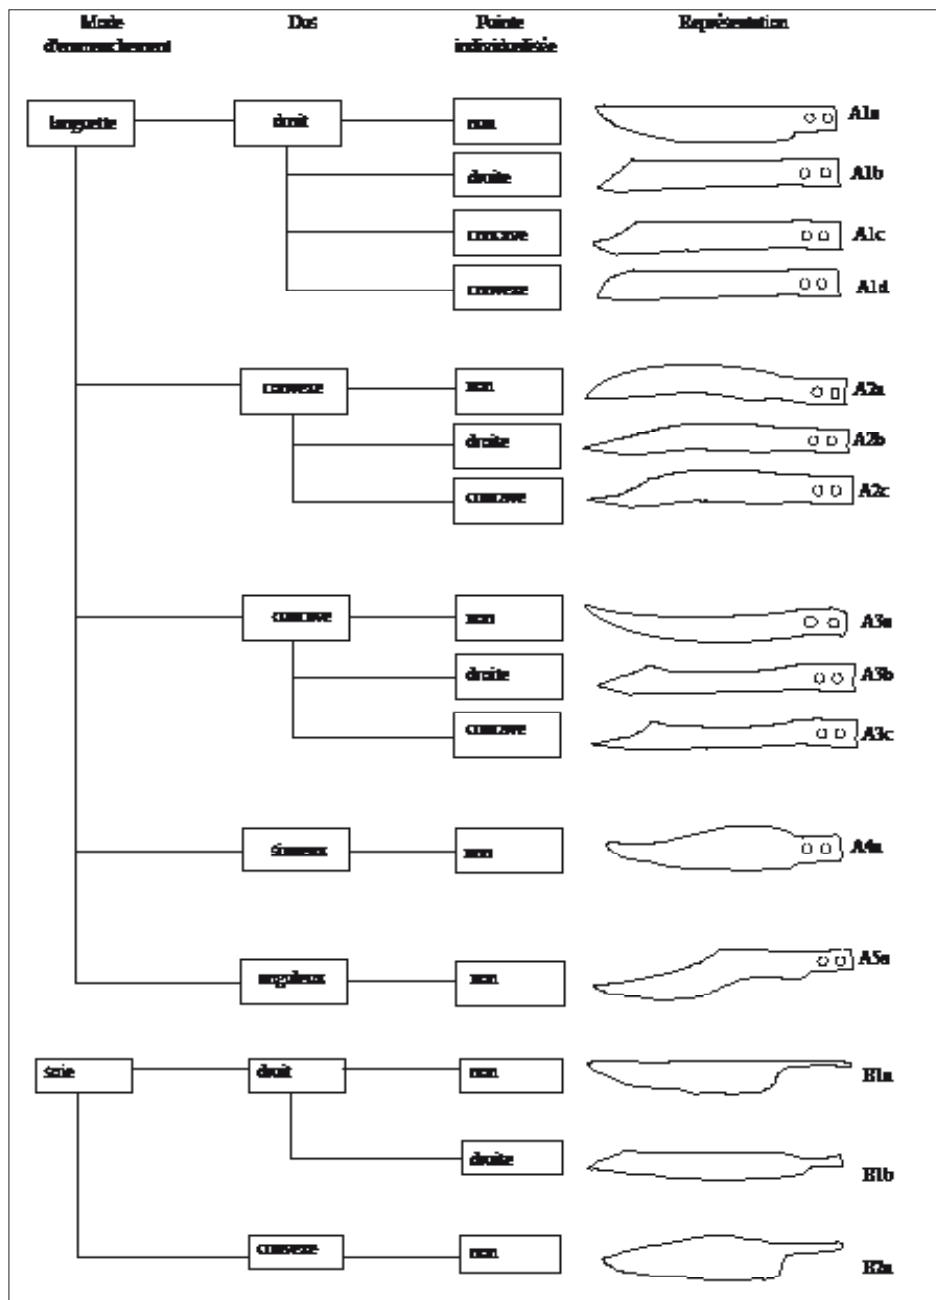 Mode Dos Pointe Représentation
d'emmanchement individualisée
languette droit non A1a
droite A1b
concave A1c
convexe A1d
convexe non A2a
droite A2b
concave A2c
concave non A3a
droite A3b
concave A3c
sinueux non A4a
anguleux non A5a
soie droit non B1a
droite B1b
convexe non B2a